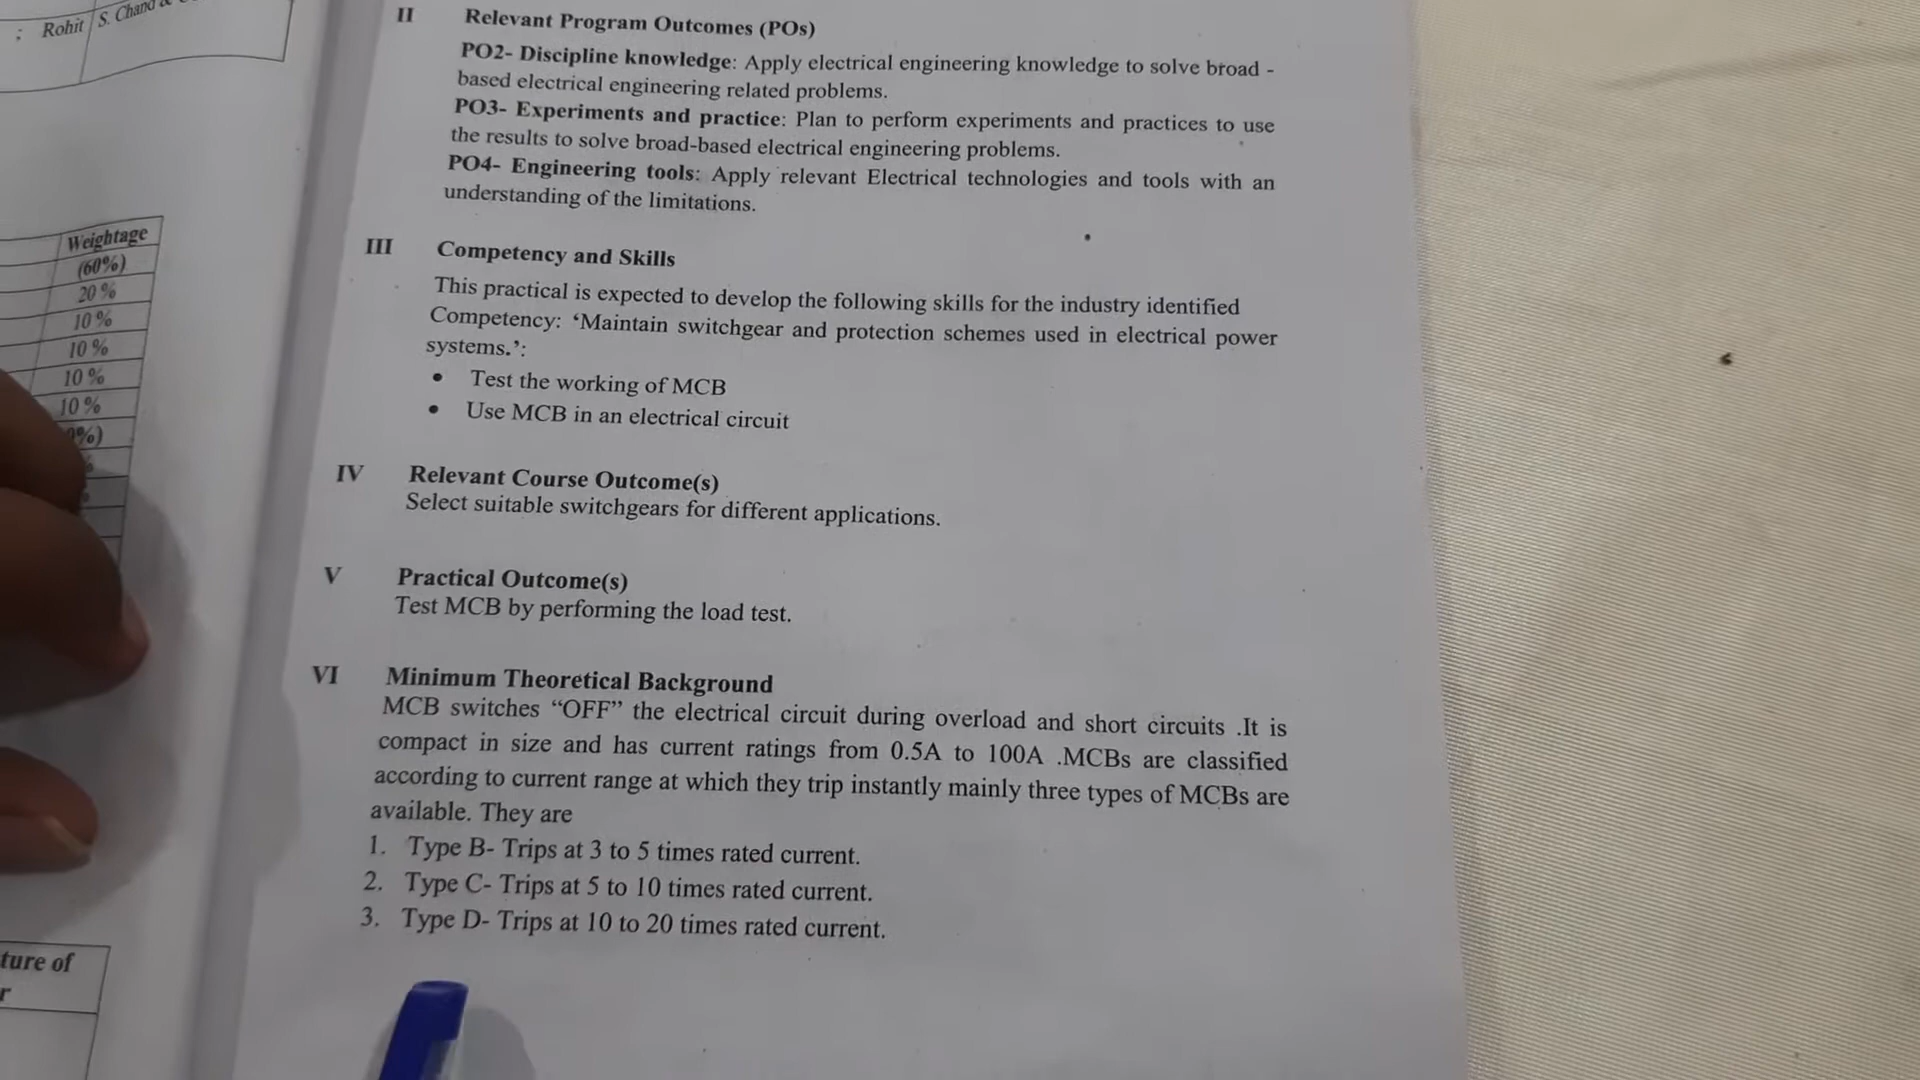 ; Rohit
S. Chand &
Weightage
(60%)
20 %
10 %
10 %
10 %
10 %
%)
ture of
r
II Relevant Program Outcomes (POs)
PO2- Discipline knowledge: Apply electrical engineering knowledge to solve broad -
based electrical engineering related problems.
PO3- Experiments and practice: Plan to perform experiments and practices to use
the results to solve broad-based electrical engineering problems.
PO4- Engineering tools: Apply relevant Electrical technologies and tools with an
understanding of the limitations.
III Competency and Skills
This practical is expected to develop the following skills for the industry identified
Competency: ‘Maintain switchgear and protection schemes used in electrical power
systems.’:
• Test the working of MCB
• Use MCB in an electrical circuit
IV Relevant Course Outcome(s)
Select suitable switchgears for different applications.
V Practical Outcome(s)
Test MCB by performing the load test.
VI Minimum Theoretical Background
MCB switches “OFF” the electrical circuit during overload and short circuits .It is
compact in size and has current ratings from 0.5A to 100A .MCBs are classified
according to current range at which they trip instantly mainly three types of MCBs are
available. They are
1. Type B- Trips at 3 to 5 times rated current.
2. Type C- Trips at 5 to 10 times rated current.
3. Type D- Trips at 10 to 20 times rated current.